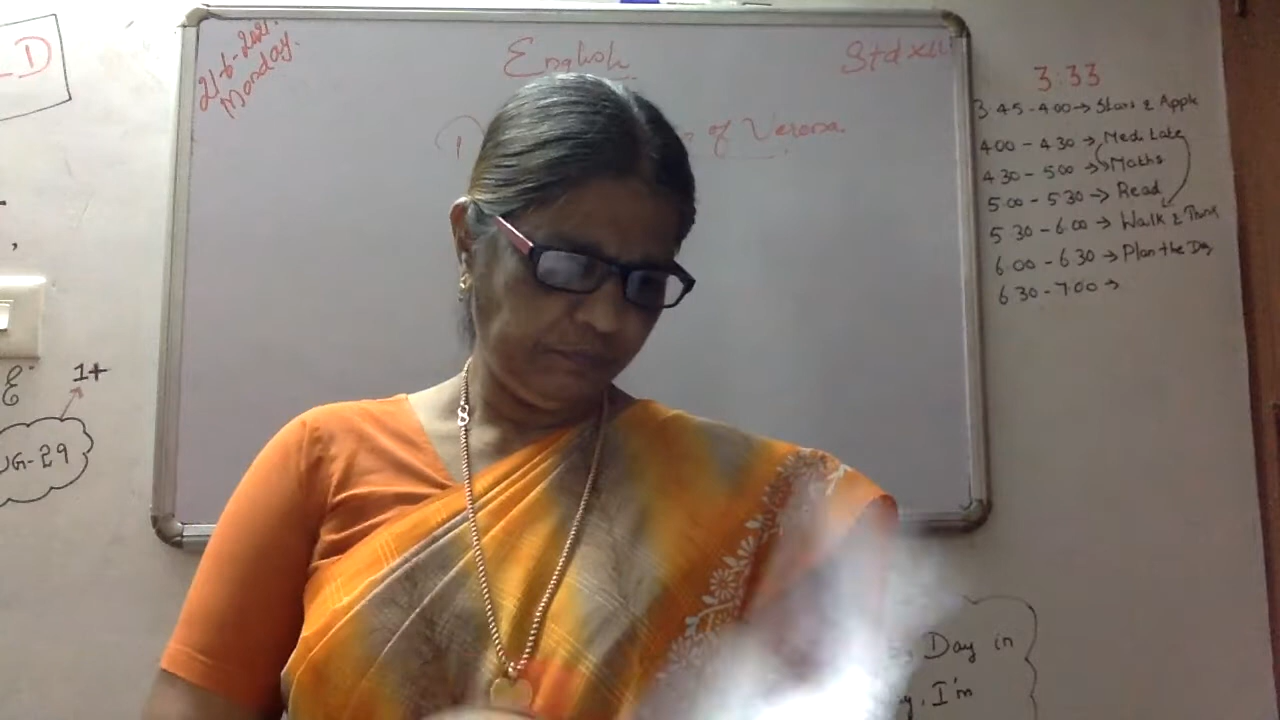 21-6-2021.
Monday.
English
Std XII
of Verona.
D
3:33
3.45-4.00→ Stars & Apple
4.00 - 4.30 →
4.30 - 5.00 → Maths
5.00 - 5.30 → Read
5.30 - 6.00 → Walk & Think
6.00 - 6.30 → Plan the Day
6.30 - 7.00 →
1+
UG-29
Day in
I'm